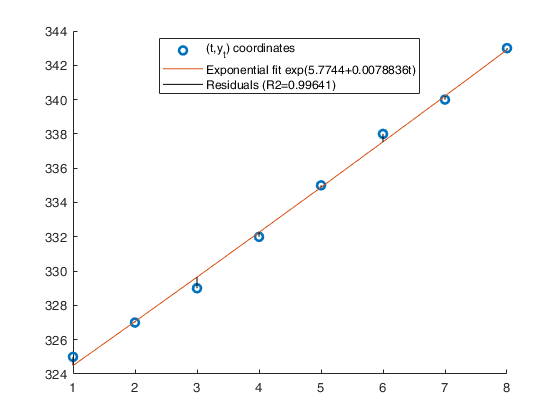 344
342
340
338
336
334
332
330
328
326
324
(t,y_t) coordinates
Exponential fit exp(5.7744+0.0078836t)
Residuals (R2=0.99641)
1 2 3 4 5 6 7 8